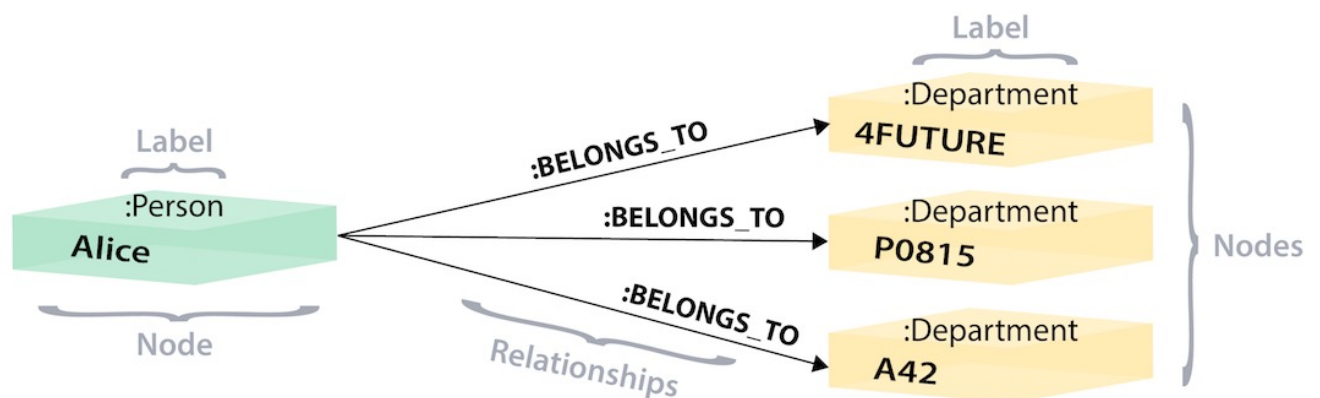 Label
:Department
4FUTURE
:BELONGS_TO
Label
:Person
Alice
:BELONGS_TO
:Department
P0815
Nodes
:BELONGS_TO
Node
Relationships
:Department
A42